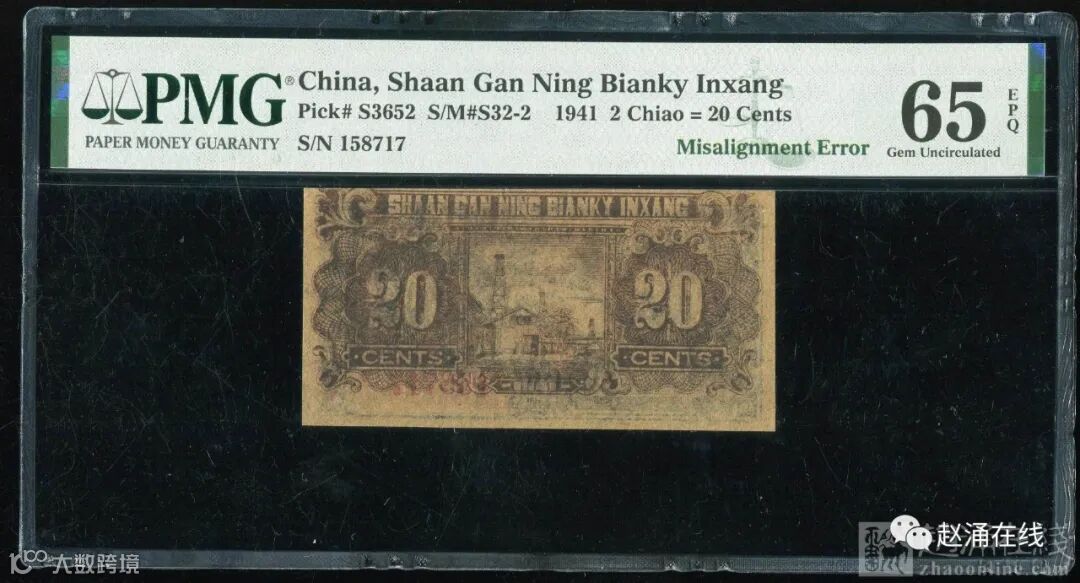 PMG®
PAPER MONEY GUARANTY
China, Shaan Gan Ning Bianky Inxang
Pick# S3652 S/M#S32-2 1941 2 Chiao = 20 Cents
S/N 158717
Misalignment Error
65
EPQ
Gem Uncirculated
SHAAN GAN NING BIANKY INXANG
20 20
CENTS CENTS
赵涌在线
zhaoonline.com
大数跨境